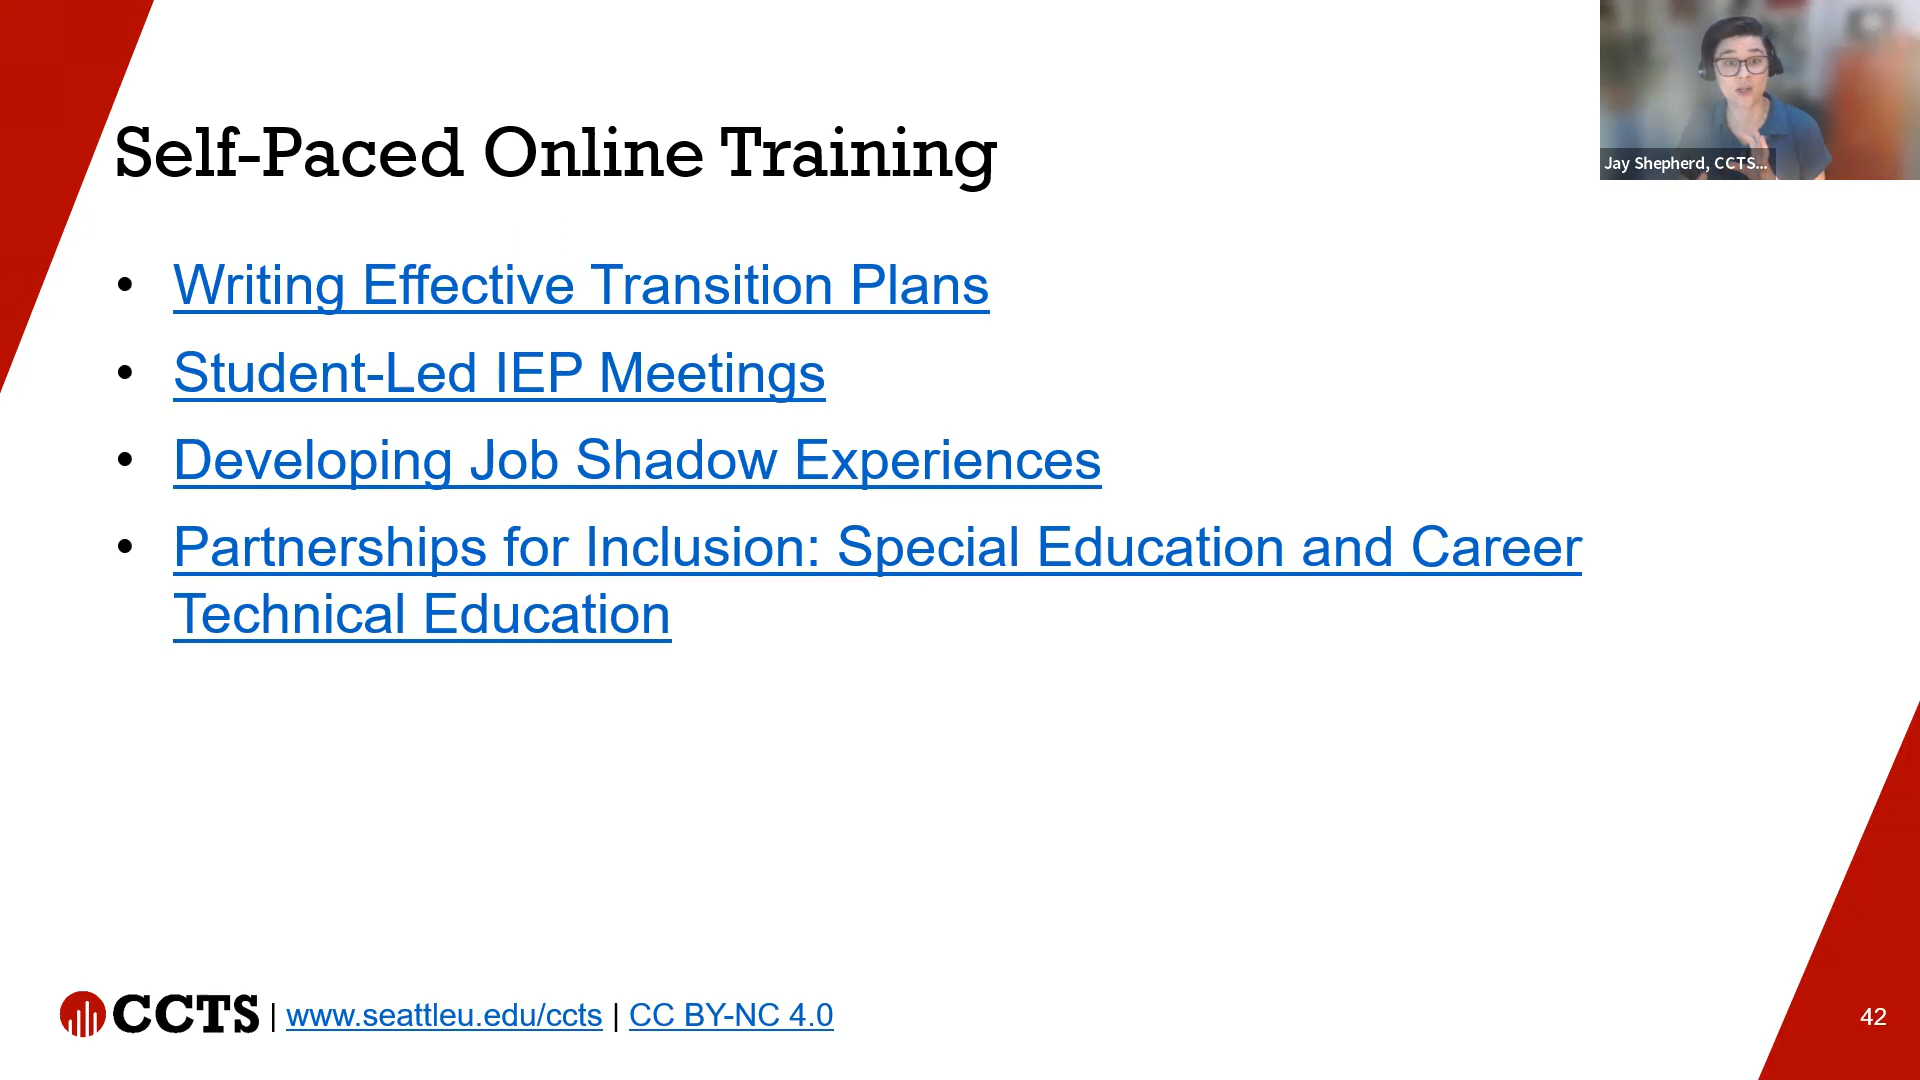 Jay Shepherd, CCTS...
Self-Paced Online Training
• Writing Effective Transition Plans
• Student-Led IEP Meetings
• Developing Job Shadow Experiences
• Partnerships for Inclusion: Special Education and Career
Technical Education
CCTS | www.seattleu.edu/ccts | CC BY-NC 4.0
42